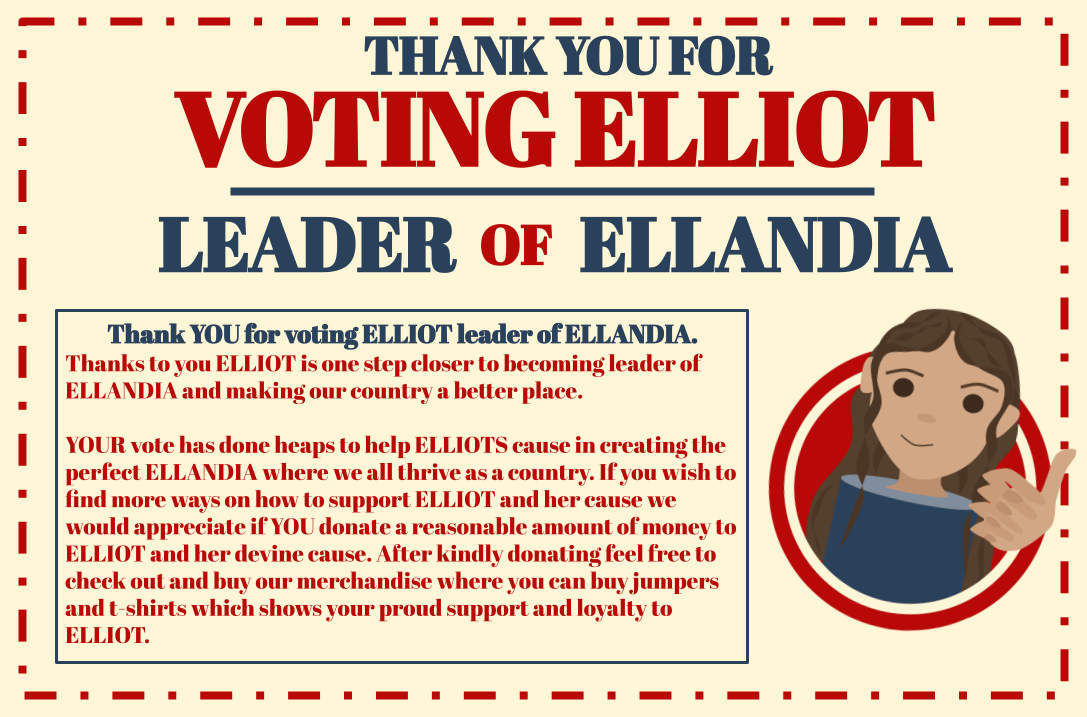 THANK YOU FOR
VOTING ELLIOT
LEADER OF ELLANDIA
Thank YOU for voting ELLIOT leader of ELLANDIA.
Thanks to you ELLIOT is one step closer to becoming leader of
ELLANDIA and making our country a better place.
YOUR vote has done heaps to help ELLIOTS cause in creating the
perfect ELLANDIA where we all thrive as a country. If you wish to
find more ways on how to support ELLIOT and her cause we
would appreciate if YOU donate a reasonable amount of money to
ELLIOT and her devine cause. After kindly donating feel free to
check out and buy our merchandise where you can buy jumpers
and t-shirts which shows your proud support and loyalty to
ELLIOT.